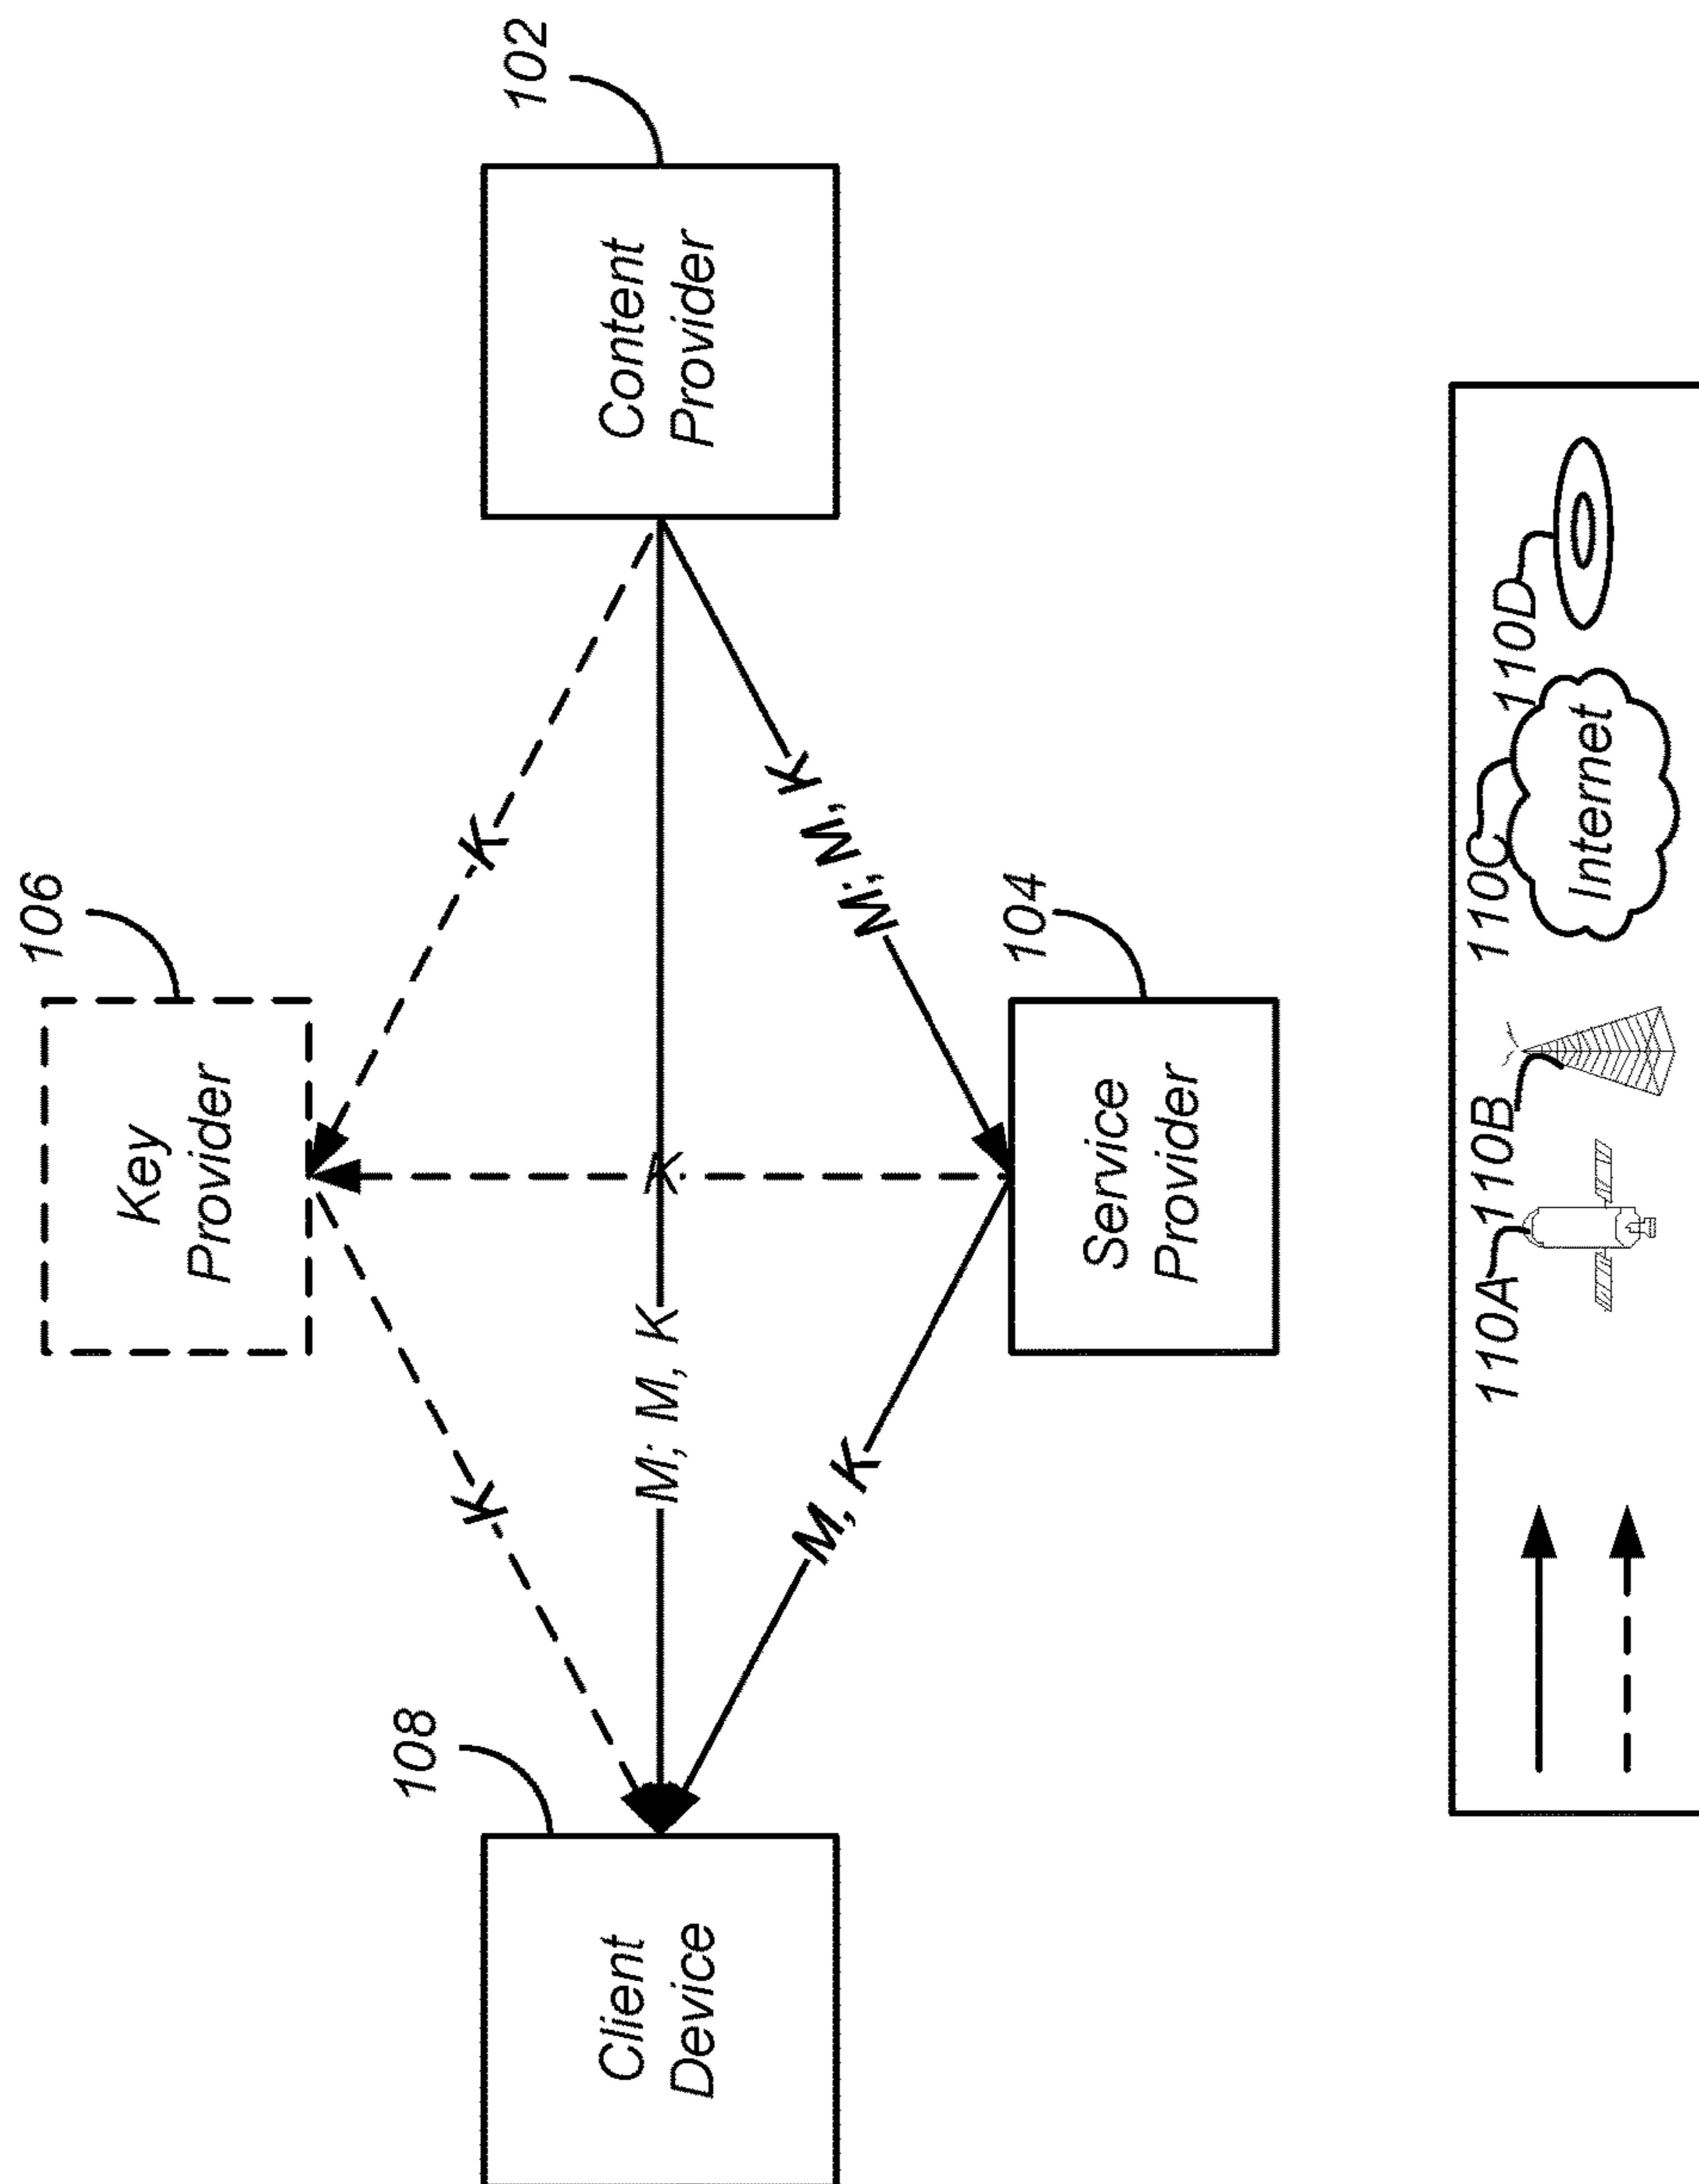 106
Key
Provider
108
102
K
K
Client
Device
M; M, K
K
Content
Provider
M, K
M; M, K
104
Service
Provider
110A
110B
110C
110D
Internet